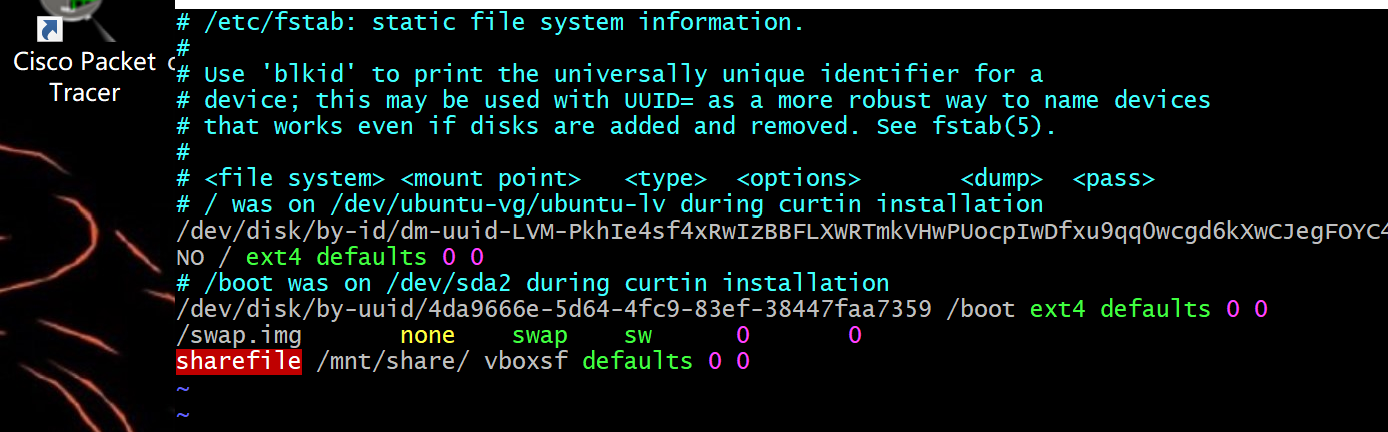 Cisco Packet
Tracer
# /etc/fstab: static file system information.
#
# Use 'blkid' to print the universally unique identifier for a
# device; this may be used with UUID= as a more robust way to name devices
# that works even if disks are added and removed. See fstab(5).
#
# <file system> <mount point>   <type>  <options>       <dump>  <pass>
# / was on /dev/ubuntu-vg/ubuntu-lv during curtin installation
/dev/disk/by-id/dm-uuid-LVM-PkhIe4sf4xRwIzBBFLXWRTmkVHwPUocpIwDfxu9qq0wcgd6kXwCJegFOYC4
NO / ext4 defaults 0 0
# /boot was on /dev/sda2 during curtin installation
/dev/disk/by-uuid/4da9666e-5d64-4fc9-83ef-38447faa7359 /boot ext4 defaults 0 0
/swap.img       none    swap    sw      0       0
sharefile /mnt/share/ vboxsf defaults 0 0
~
~